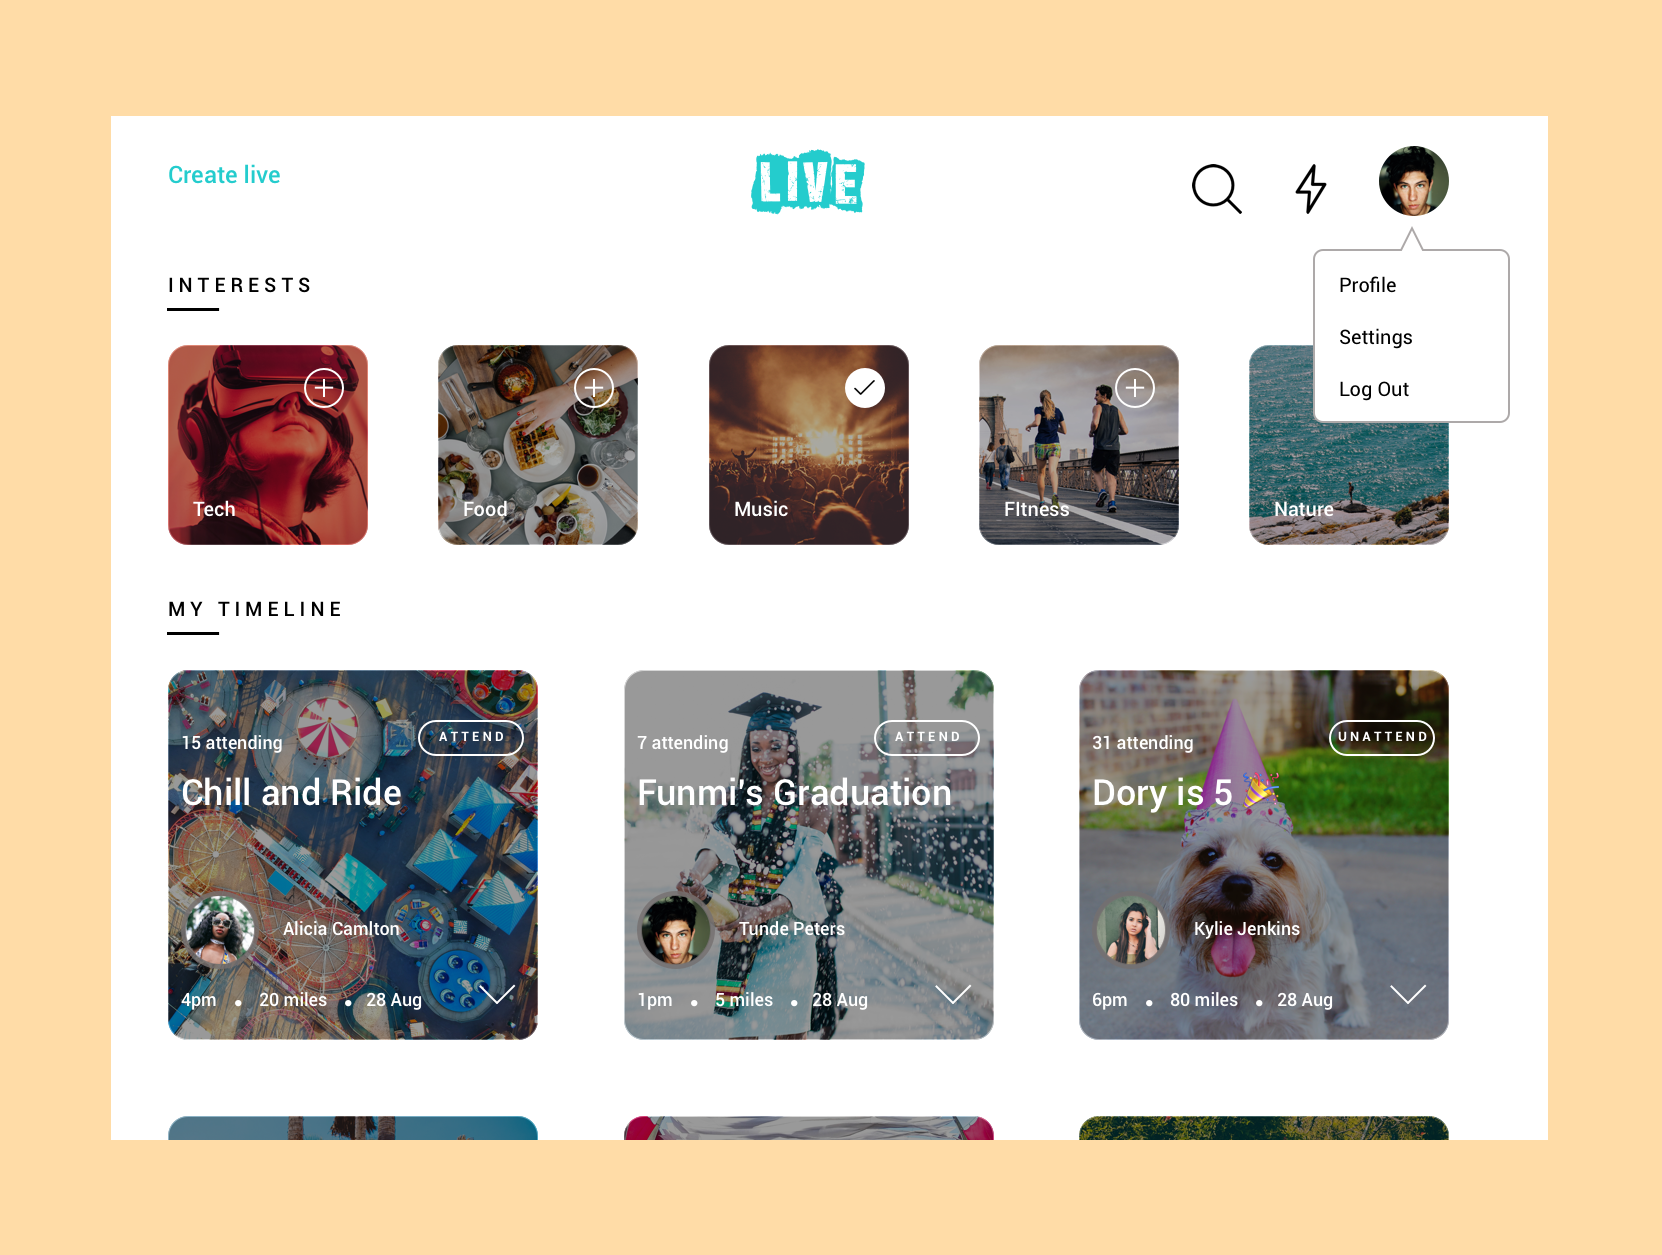 Create live
LIVE
Profile
Settings
Log Out
INTERESTS
Tech
Food
Music
FItness
Nature
MY TIMELINE
15 attending
ATTEND
Chill and Ride
Alicia Camlton
4pm • 20 miles • 28 Aug
7 attending
ATTEND
Funmi's Graduation
Tunde Peters
1pm • 5 miles • 28 Aug
31 attending
UNATTEND
Dory is 5 🎉
Kylie Jenkins
6pm • 80 miles • 28 Aug